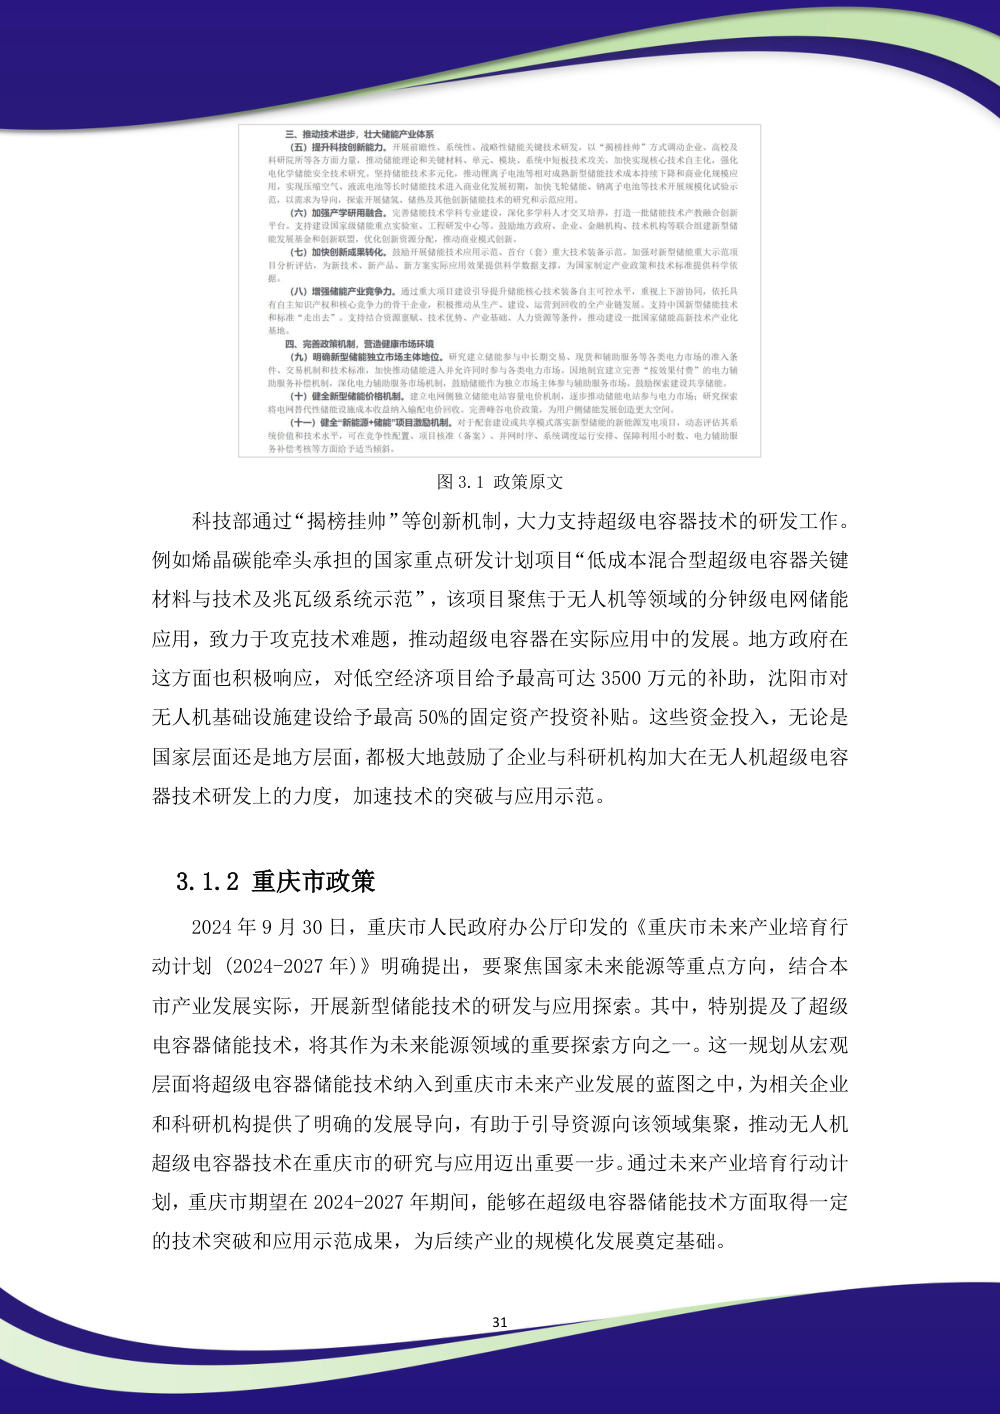 三、推动技术进步，壮大储能产业体系
（五）提升科技创新能力。开展前瞻性、系统性、战略性储能关键技术研发，以“揭榜挂帅”方式调动企业、高校及
科研院所等各方面力量，推动储能理论和关键材料、单元、模块、系统中短板技术攻关，加快实现核心技术自主化，强化
电化学储能安全技术研究。坚持储能技术多元化，推动锂离子电池等相对成熟新型储能技术成本持续下降和商业化规模应
用，实现压缩空气、液流电池等长时储能技术进入商业化发展初期，加快飞轮储能、钠离子电池等技术开展规模化试验示
范，以需求为导向，探索开展储氢、储热及其他创新储能技术的研究和示范应用。
（六）加强产学研用融合。完善储能技术学科专业建设，深化多学科人才交叉培养，打造一批储能技术产教融合创新
平台。支持建设国家级储能重点实验室、工程研发中心等。鼓励地方政府、企业、金融机构、技术机构等联合组建新型储
能发展基金和创新联盟，优化创新资源分配，推动商业模式创新。
（七）加快创新成果转化。鼓励开展储能技术应用示范、首台（套）重大技术装备示范。加强对新型储能重大示范项
目分析评估，为新技术、新产品、新方案实际应用效果提供科学数据支撑，为国家制定产业政策和技术标准提供科学依
据。
（八）增强储能产业竞争力。通过重大项目建设引导提升储能核心技术装备自主可控水平，重视上下游协同，依托具
有自主知识产权和核心竞争力的骨干企业，积极推动从生产、建设、运营到回收的全产业链发展。支持中国新型储能技术
和标准“走出去”。支持结合资源禀赋、技术优势、产业基础、人力资源等条件，推动建设一批国家储能高新技术产业化
基地。
四、完善政策机制，营造健康市场环境
（九）明确新型储能独立市场主体地位。研究建立储能参与中长期交易、现货和辅助服务等各类电力市场的准入条
件、交易机制和技术标准，加快推动储能进入并允许同时参与各类电力市场。因地制宜建立完善“按效果付费”的电力辅
助服务补偿机制，深化电力辅助服务市场机制，鼓励储能作为独立市场主体参与辅助服务市场。鼓励探索建设共享储能。
（十）健全新型储能价格机制。建立电网侧独立储能电站容量电价机制，逐步推动储能电站参与电力市场；研究探索
将电网替代性储能设施成本收益纳入输配电价回收。完善峰谷电价政策，为用户侧储能发展创造更大空间。
（十一）健全“新能源+储能”项目激励机制。对于配套建设或共享模式落实新型储能的新能源发电项目，动态评估其系
统价值和技术水平，可在竞争性配置、项目核准（备案）、并网时序、系统调度运行安排、保障利用小时数、电力辅助服
务补偿考核等方面给予适当倾斜。
图 3.1 政策原文
科技部通过“揭榜挂帅”等创新机制，大力支持超级电容器技术的研发工作。
例如烯晶碳能牵头承担的国家重点研发计划项目“低成本混合型超级电容器关键
材料与技术及兆瓦级系统示范”，该项目聚焦于无人机等领域的分钟级电网储能
应用，致力于攻克技术难题，推动超级电容器在实际应用中的发展。地方政府在
这方面也积极响应，对低空经济项目给予最高可达 3500 万元的补助，沈阳市对
无人机基础设施建设给予最高 50%的固定资产投资补贴。这些资金投入，无论是
国家层面还是地方层面，都极大地鼓励了企业与科研机构加大在无人机超级电容
器技术研发上的力度，加速技术的突破与应用示范。
3.1.2 重庆市政策
2024 年 9 月 30 日，重庆市人民政府办公厅印发的《重庆市未来产业培育行
动计划 (2024-2027 年)》明确提出，要聚焦国家未来能源等重点方向，结合本
市产业发展实际，开展新型储能技术的研发与应用探索。其中，特别提及了超级
电容器储能技术，将其作为未来能源领域的重要探索方向之一。这一规划从宏观
层面将超级电容器储能技术纳入到重庆市未来产业发展的蓝图之中，为相关企业
和科研机构提供了明确的发展导向，有助于引导资源向该领域集聚，推动无人机
超级电容器技术在重庆市的研究与应用迈出重要一步。通过未来产业培育行动计
划，重庆市期望在 2024-2027 年期间，能够在超级电容器储能技术方面取得一定
的技术突破和应用示范成果，为后续产业的规模化发展奠定基础。
31